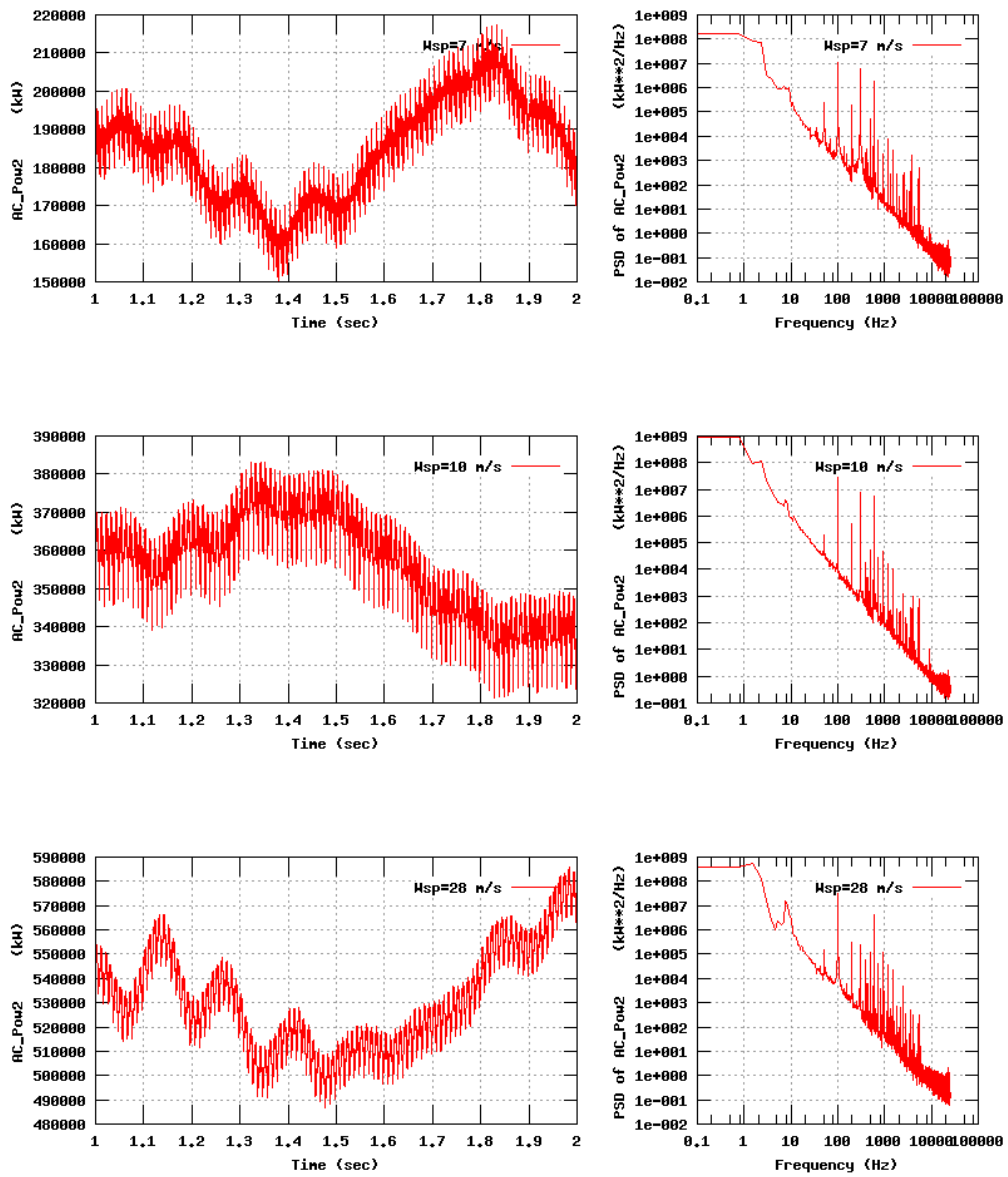 220000
210000
200000
190000
180000
170000
160000
150000
AC_Pow2 (kW)
Wsp=7 m/s
1 1.1 1.2 1.3 1.4 1.5 1.6 1.7 1.8 1.9 2
Time (sec)
1e+009
1e+008
1e+007
1e+006
1e+005
1e+004
1e+003
1e+002
1e+001
1e+000
1e-001
1e-002
PSD of AC_Pow2 (kW**2/Hz)
Wsp=7 m/s
0.1 1 10 100 1000 10000 100000
Frequency (Hz)
390000
380000
370000
360000
350000
340000
330000
320000
AC_Pow2 (kW)
Wsp=10 m/s
1 1.1 1.2 1.3 1.4 1.5 1.6 1.7 1.8 1.9 2
Time (sec)
1e+009
1e+008
1e+007
1e+006
1e+005
1e+004
1e+003
1e+002
1e+001
1e+000
1e-001
PSD of AC_Pow2 (kW**2/Hz)
Wsp=10 m/s
0.1 1 10 100 1000 10000 100000
Frequency (Hz)
590000
580000
570000
560000
550000
540000
530000
520000
510000
500000
490000
480000
AC_Pow2 (kW)
Wsp=28 m/s
1 1.1 1.2 1.3 1.4 1.5 1.6 1.7 1.8 1.9 2
Time (sec)
1e+009
1e+008
1e+007
1e+006
1e+005
1e+004
1e+003
1e+002
1e+001
1e+000
1e-001
1e-002
PSD of AC_Pow2 (kW**2/Hz)
Wsp=28 m/s
0.1 1 10 100 1000 10000 100000
Frequency (Hz)